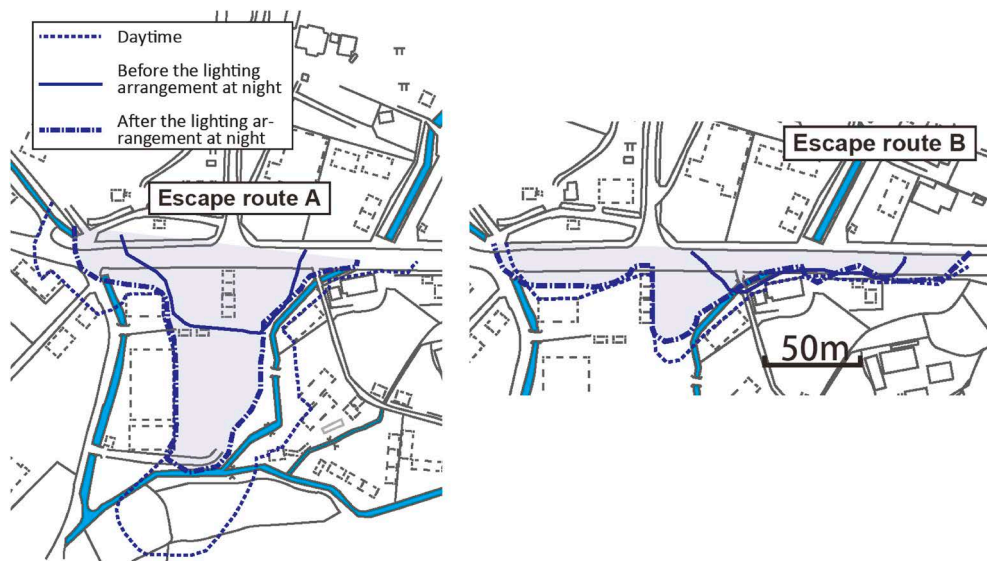 Daytime
Before the lighting
arrangement at night
After the lighting ar-
rangement at night
Escape route A
Escape route B
50m